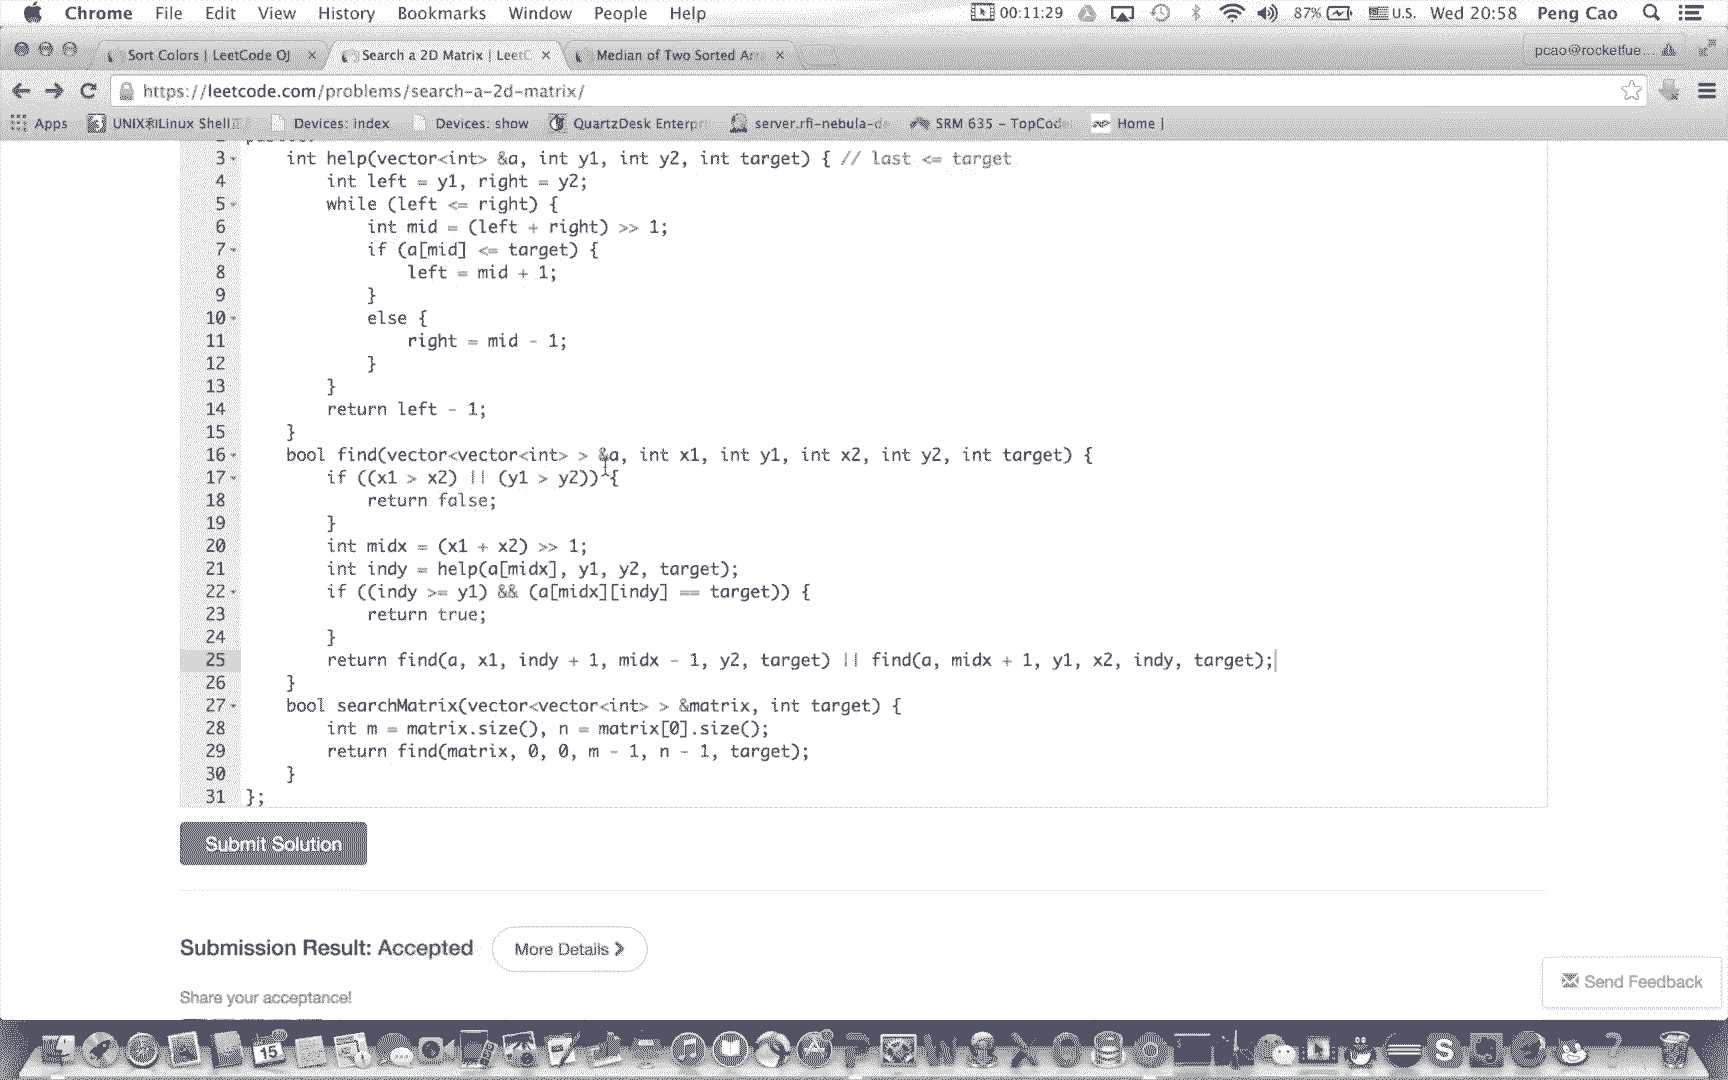 Chrome File Edit View History Bookmarks Window People Help 00:11:29 87% U.S. Wed 20:58 Peng Cao
Sort Colors | LeetCode OJ × Search a 2D Matrix | LeetC × Median of Two Sorted Arra × pcao@rocketfue...
https://leetcode.com/problems/search-a-2d-matrix/
Apps UNIX和Linux Shell Devices: index Devices: show QuartzDesk Enterpr server.rfi-nebula-de SRM 635 - TopCode Home |
3 int help(vector<int> &a, int y1, int y2, int target) { // last <= target
4 int left = y1, right = y2;
5 while (left <= right) {
6 int mid = (left + right) >> 1;
7 if (a[mid] <= target) {
8 left = mid + 1;
9 }
10 else {
11 right = mid - 1;
12 }
13 }
14 return left - 1;
15 }
16 bool find(vector<vector<int> > &a, int x1, int y1, int x2, int y2, int target) {
17 if ((x1 > x2) || (y1 > y2)) {
18 return false;
19 }
20 int midx = (x1 + x2) >> 1;
21 int indy = help(a[midx], y1, y2, target);
22 if ((indy >= y1) && (a[midx][indy] == target)) {
23 return true;
24 }
25 return find(a, x1, indy + 1, midx - 1, y2, target) || find(a, midx + 1, y1, x2, indy, target);
26 }
27 bool searchMatrix(vector<vector<int> > &matrix, int target) {
28 int m = matrix.size(), n = matrix[0].size();
29 return find(matrix, 0, 0, m - 1, n - 1, target);
30 }
31 };
Submit Solution
Submission Result: Accepted More Details
Share your acceptance!
Send Feedback
15